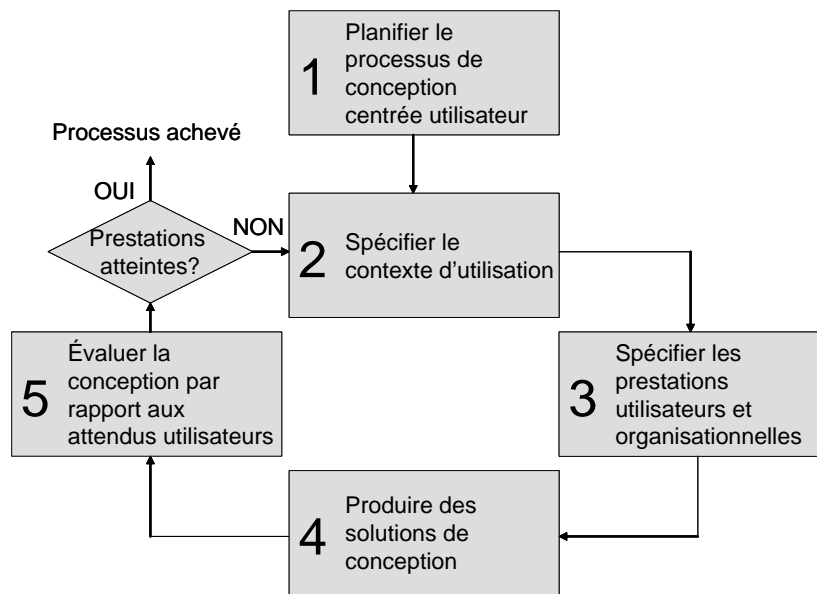 1
Planifier le
processus de
conception
centrée utilisateur
Processus achevé
OUI
NON
Prestations
atteintes?
2
Spécifier le
contexte d'utilisation
3
Spécifier les
prestations
utilisateurs et
organisationnelles
4
Produire des
solutions de
conception
5
Évaluer la
conception par
rapport aux
attendus utilisateurs